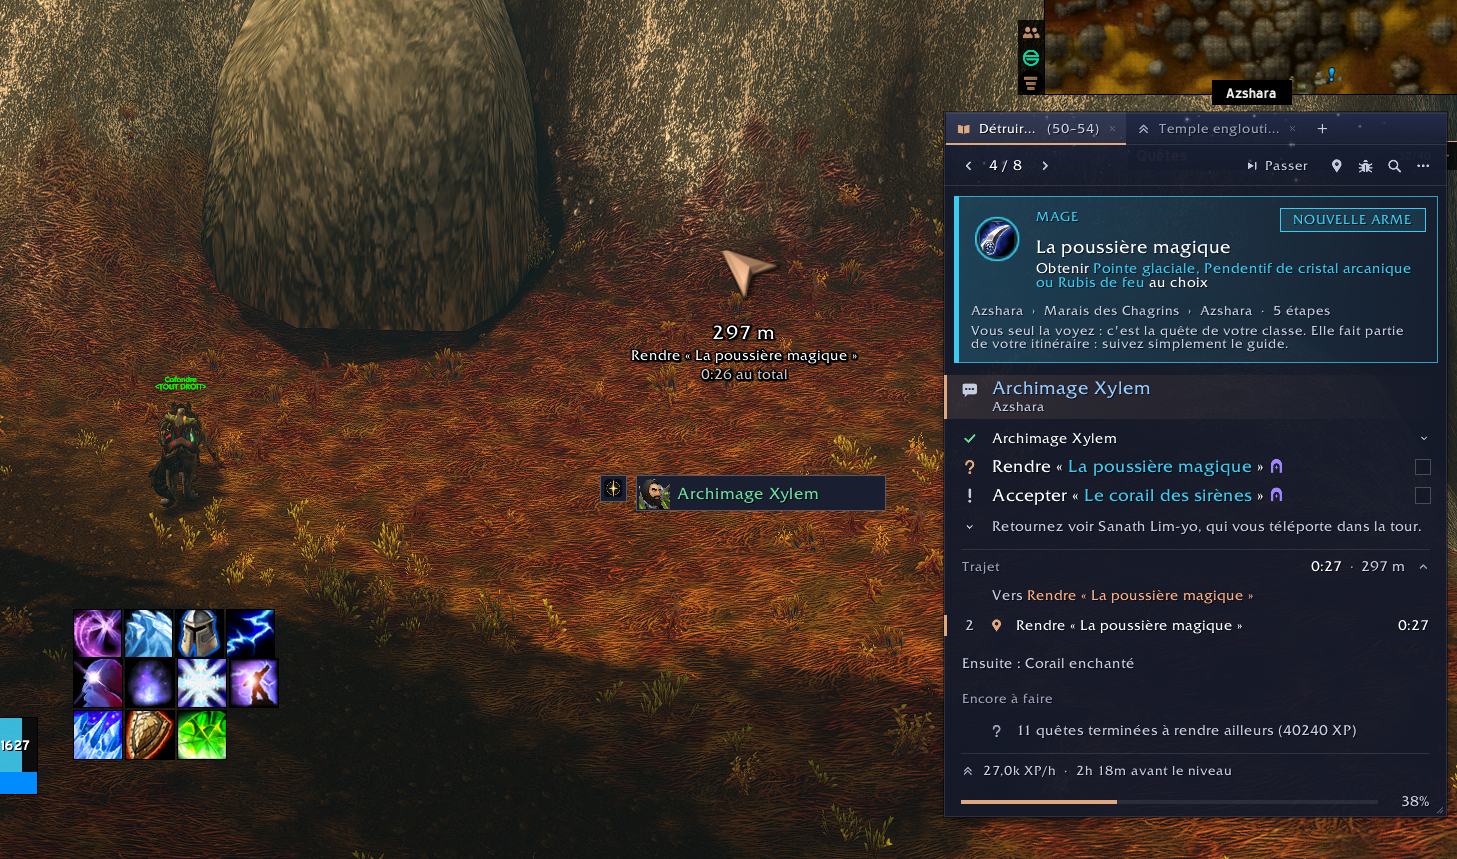 Azshara
Détruir... (50-54) × Temple englouti... × +
4 / 8
Passer
MAGE
NOUVELLE ARME
La poussière magique
Obtenir Pointe glaciale, Pendentif de cristal arcanique
ou Rubis de feu au choix
Azshara › Marais des Chagrins › Azshara · 5 étapes
Vous seul la voyez : c'est la quête de votre classe. Elle fait partie
de votre itinéraire : suivez simplement le guide.
297 m
Rendre « La poussière magique »
0:26 au total
Cafondre
<TOUT DROIT>
Archimage Xylem
Azshara
Archimage Xylem
? Rendre « La poussière magique »
! Accepter « Le corail des sirènes »
Retournez voir Sanath Lim-yo, qui vous téléporte dans la tour.
Archimage Xylem
Trajet 0:27 · 297 m
Vers Rendre « La poussière magique »
2 Rendre « La poussière magique » 0:27
Ensuite : Corail enchanté
Encore à faire
? 11 quêtes terminées à rendre ailleurs (40240 XP)
1627
27,0k XP/h · 2h 18m avant le niveau
38%